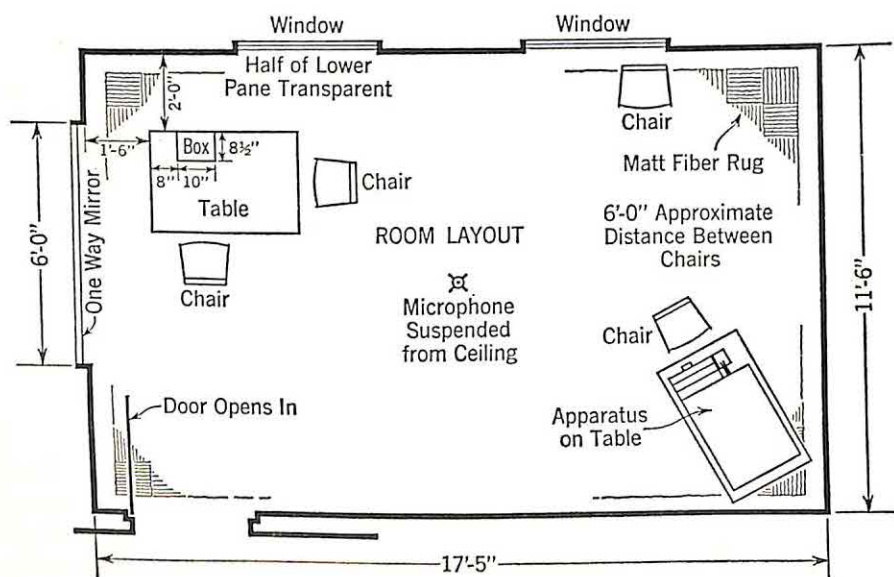 Window
Window
Half of Lower
Pane Transparent
2'-0"
1'-6"
Box
8½"
8"
10"
Table
Chair
Chair
Chair
Matt Fiber Rug
6'-0" Approximate
Distance Between
Chairs
ROOM LAYOUT
Microphone
Suspended
from Ceiling
One Way Mirror
6'-0"
11'-6"
Chair
Door Opens In
Apparatus
on Table
17'-5"